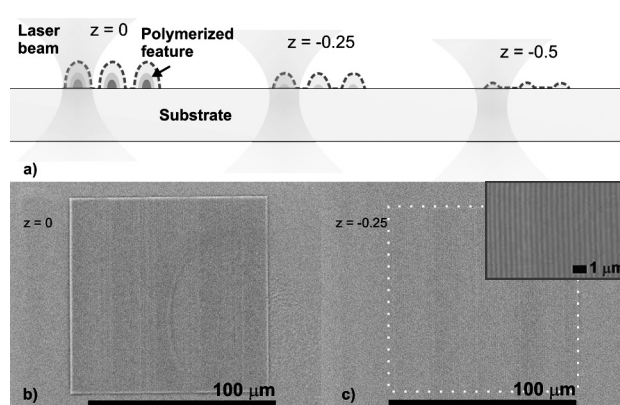 Laser
beam
z = 0
Polymerized
feature
z = -0.25
z = -0.5
Substrate
a)
z = 0
z = -0.25
1 μm
b)
100 μm
c)
100 μm